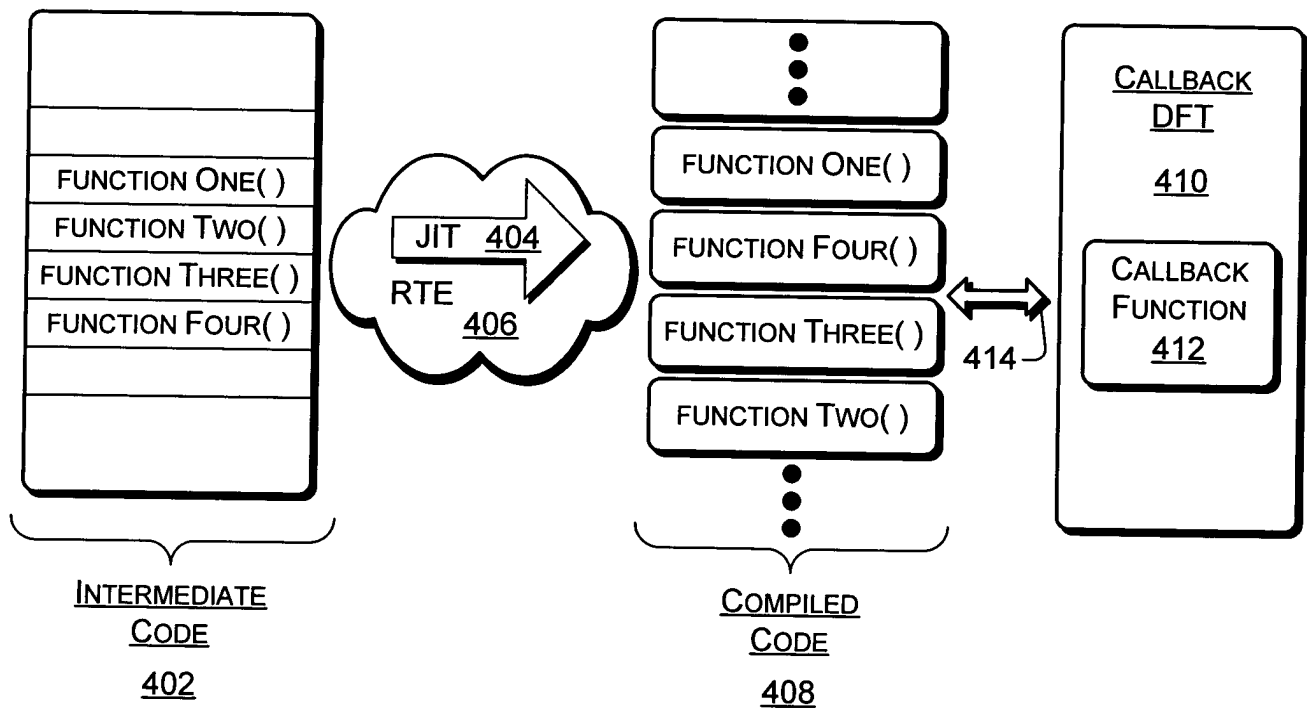 FUNCTION ONE( )
FUNCTION TWO( )
FUNCTION THREE( )
FUNCTION FOUR( )
INTERMEDIATE
CODE
402
JIT 404
RTE
406
FUNCTION ONE( )
FUNCTION FOUR( )
FUNCTION THREE( )
FUNCTION TWO( )
COMPILED
CODE
408
414
CALLBACK
DFT
410
CALLBACK
FUNCTION
412